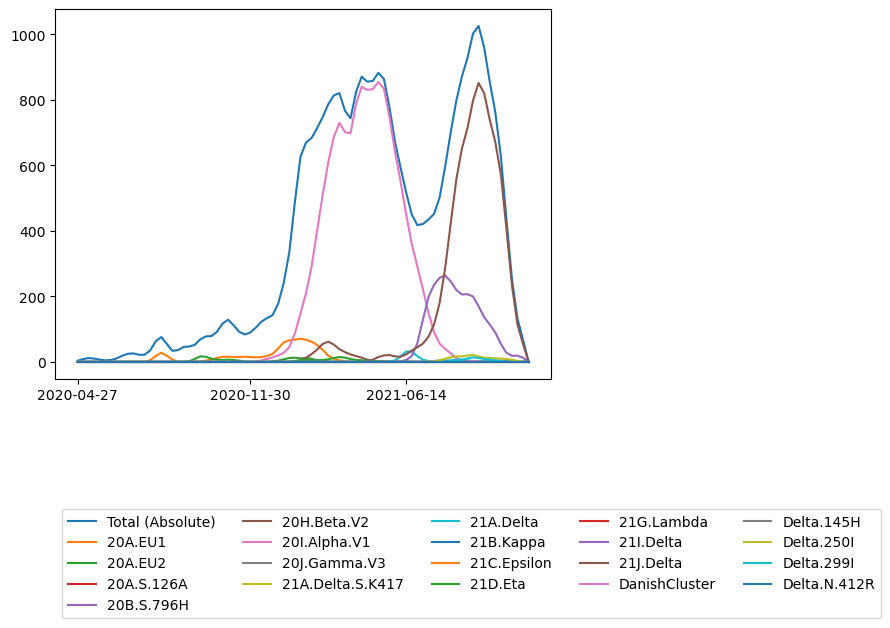 1000
800
600
400
200
0
2020-04-27 2020-11-30 2021-06-14
Total (Absolute) 20H.Beta.V2 21A.Delta 21G.Lambda Delta.145H
20A.EU1 20I.Alpha.V1 21B.Kappa 21I.Delta Delta.250I
20A.EU2 20J.Gamma.V3 21C.Epsilon 21J.Delta Delta.299I
20A.S.126A 21A.Delta.S.K417 21D.Eta DanishCluster Delta.N.412R
20B.S.796H